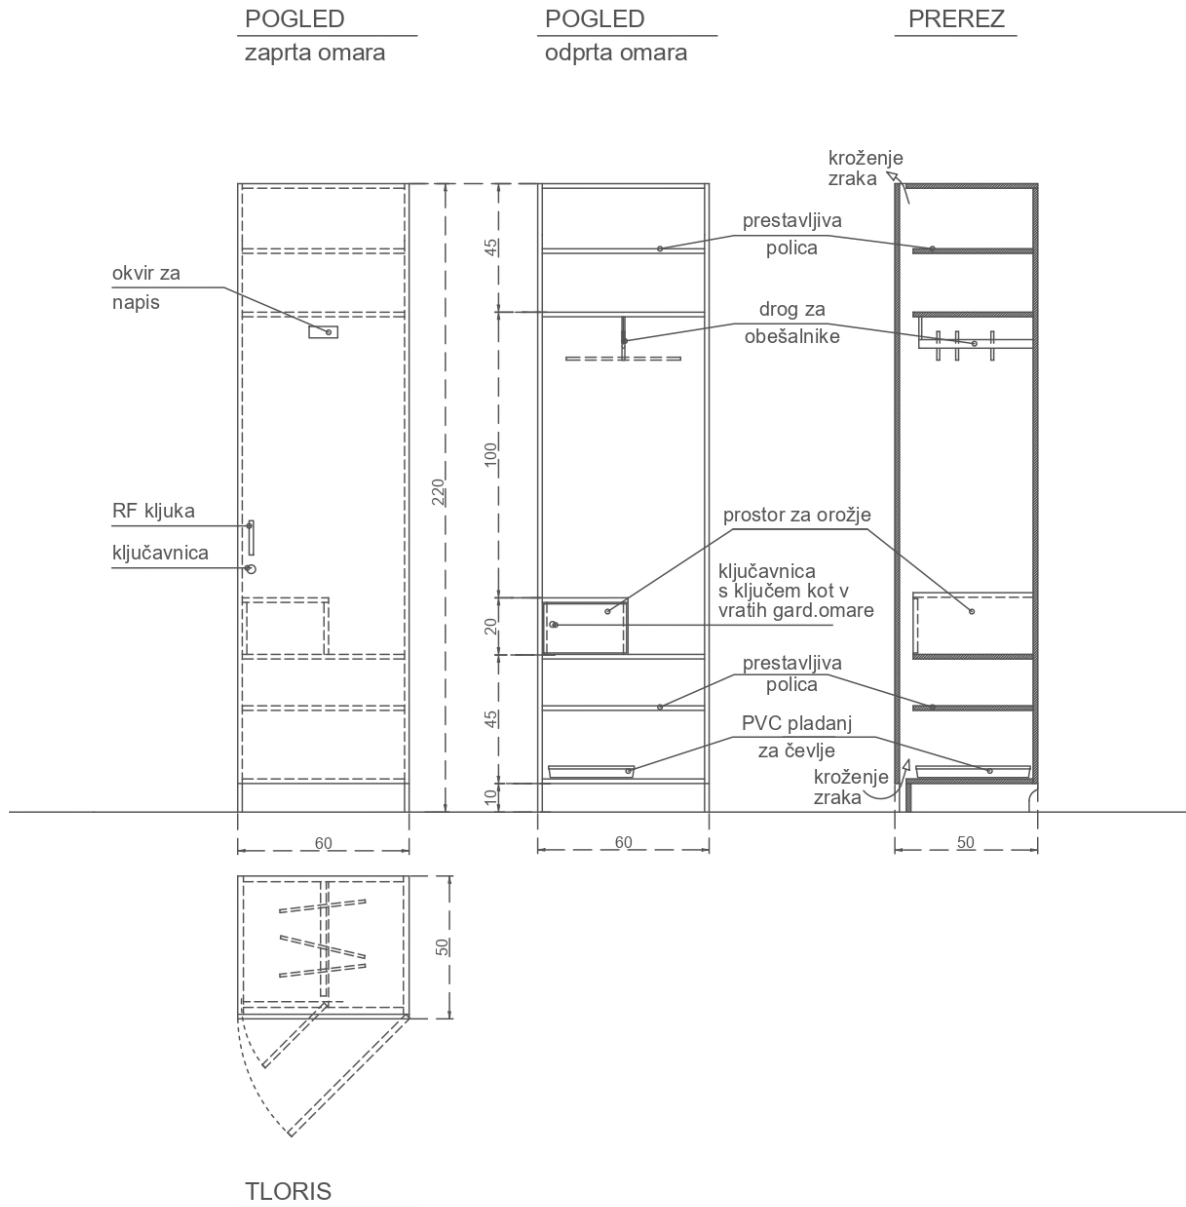 POGLED
zaprta omara
POGLED
odprta omara
PREREZ
kroženje
zraka
prestavljiva
polica
okvir za
napis
drog za
obešalnike
45
100
220
RF kljuka
ključavnica
prostor za orožje
ključavnica
s ključem kot v
vratih gard.omare
20
prestavljiva
polica
45
PVC pladanj
za čevlje
kroženje
zraka
10
60
60
50
50
TLORIS